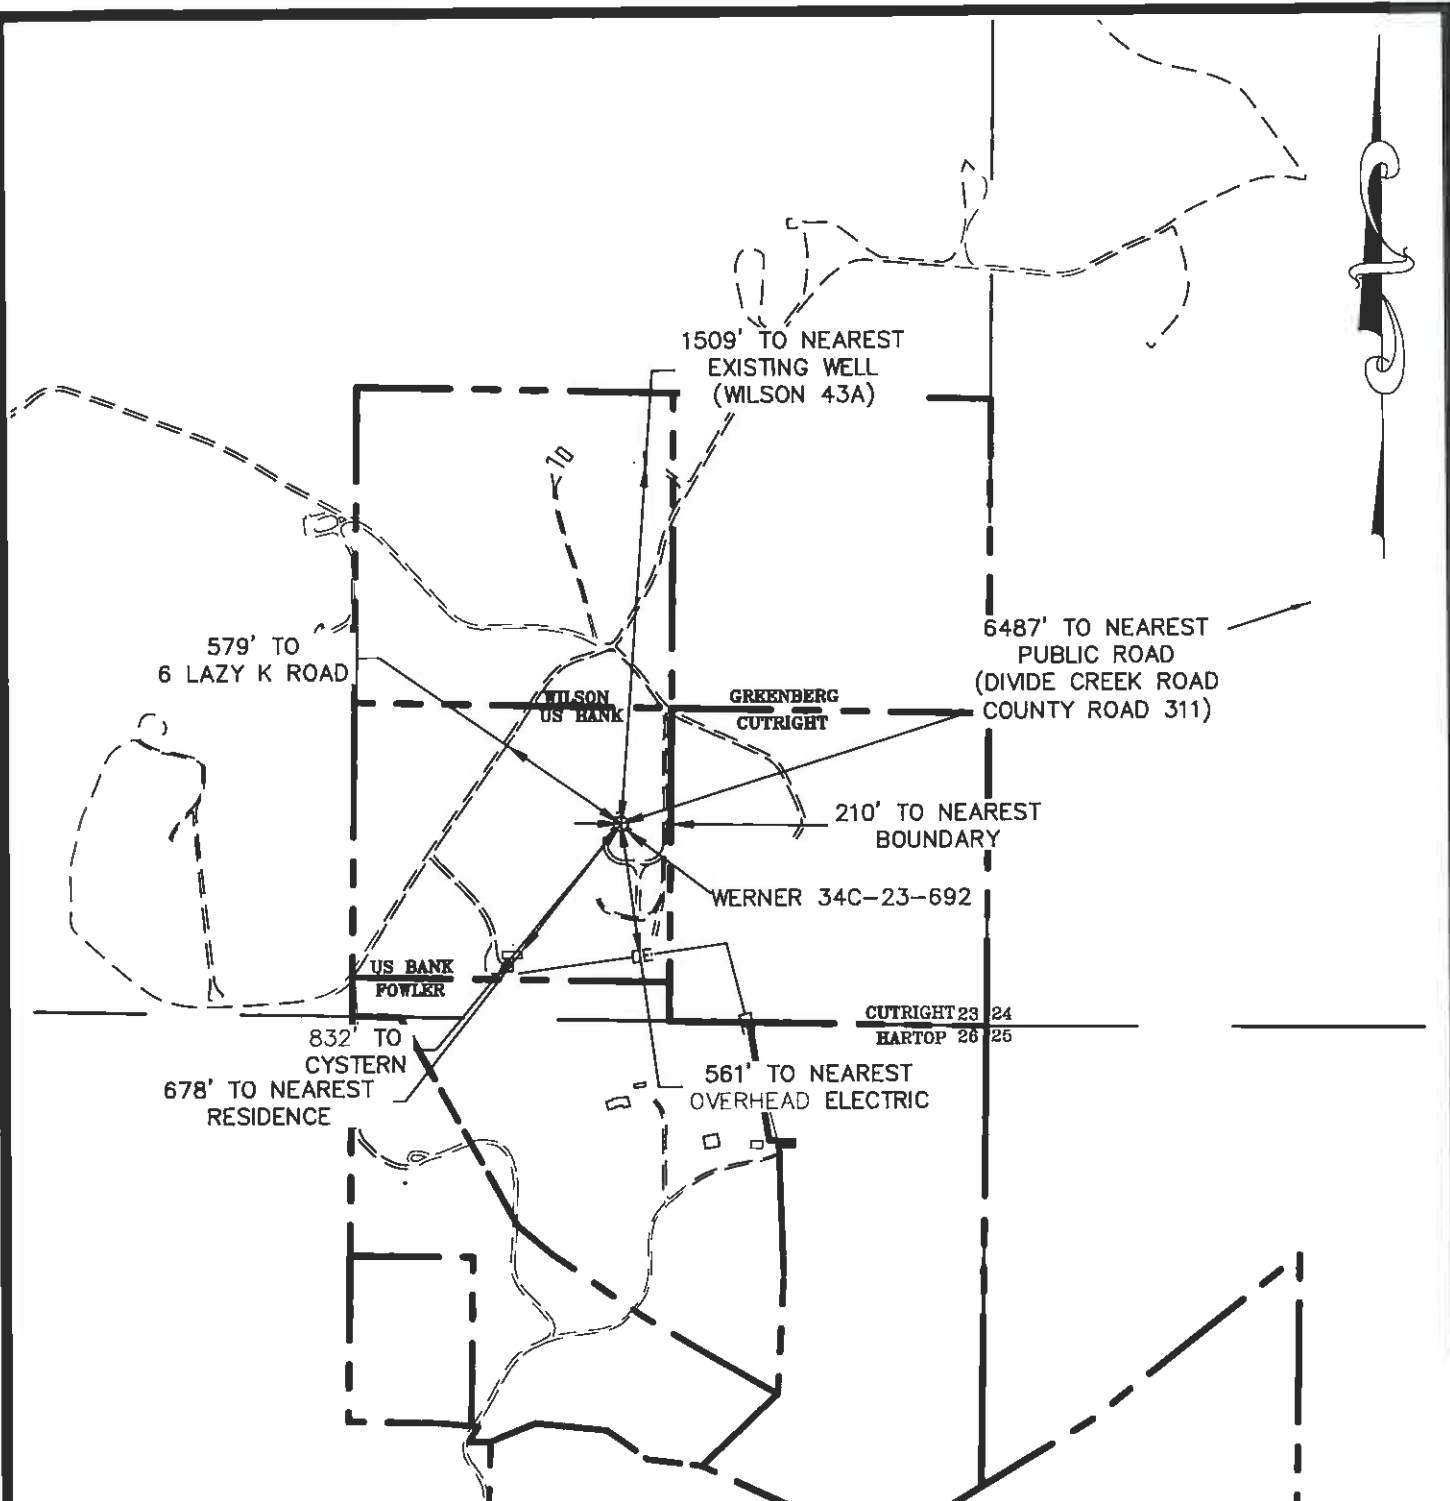 1509' TO NEAREST
EXISTING WELL
(WILSON 43A)
579' TO
6 LAZY K ROAD
6487' TO NEAREST
PUBLIC ROAD
(DIVIDE CREEK ROAD
COUNTY ROAD 311)
WILSON
US BANK
GREENBERG
CUTRIGHT
210' TO NEAREST
BOUNDARY
WERNER 34C-23-692
US BANK
FOWLER
CUTRIGHT 23 24
HARTOP 26 25
832' TO
CYSTERN
678' TO NEAREST
RESIDENCE
561' TO NEAREST
OVERHEAD ELECTRIC